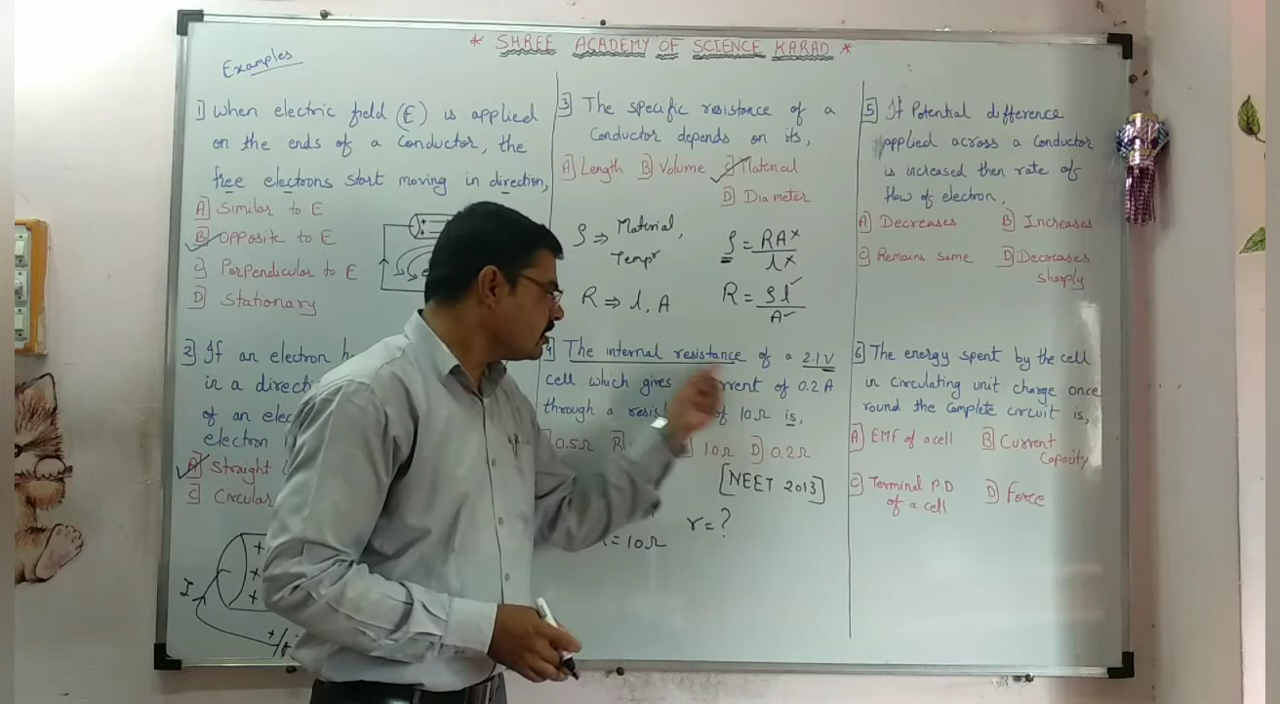 * SHREE ACADEMY OF SCIENCE KARAD *
Examples
1] When electric field (E) is applied
on the ends of a conductor, the
free electrons start moving in direction,
A] Similar to E
B] Opposite to E
C] Perpendicular to E
D] Stationary
2] If an electron
in a
of an
electron
A] Straight
C] Circular
I
3] The specific resistance of a
Conductor depends on its,
A] Length B] Volume C] Material
D] Diameter
ρ ⇒ Material,
Tempr
R ⇒ l, A
ρ = RA/l
R = ρl/A
4] The internal resistance of a 2.1V
cell which gives current of 0.2 A
through a of 10Ω is,
0.5Ω B] 1.0Ω D] 0.2Ω
[NEET 2013]
= 10Ω
r = ?
5] If Potential difference
applied across a conductor
is increased then rate of
flow of electron.
A] Decreases B] Increases
C] Remains same D] Decreases
sharply
6] The energy spent by the cell
in circulating unit charge once
round the complete circuit is,
A] EMF of a cell B] Current
Capacity
C] Terminal P.D D] Force
of a cell